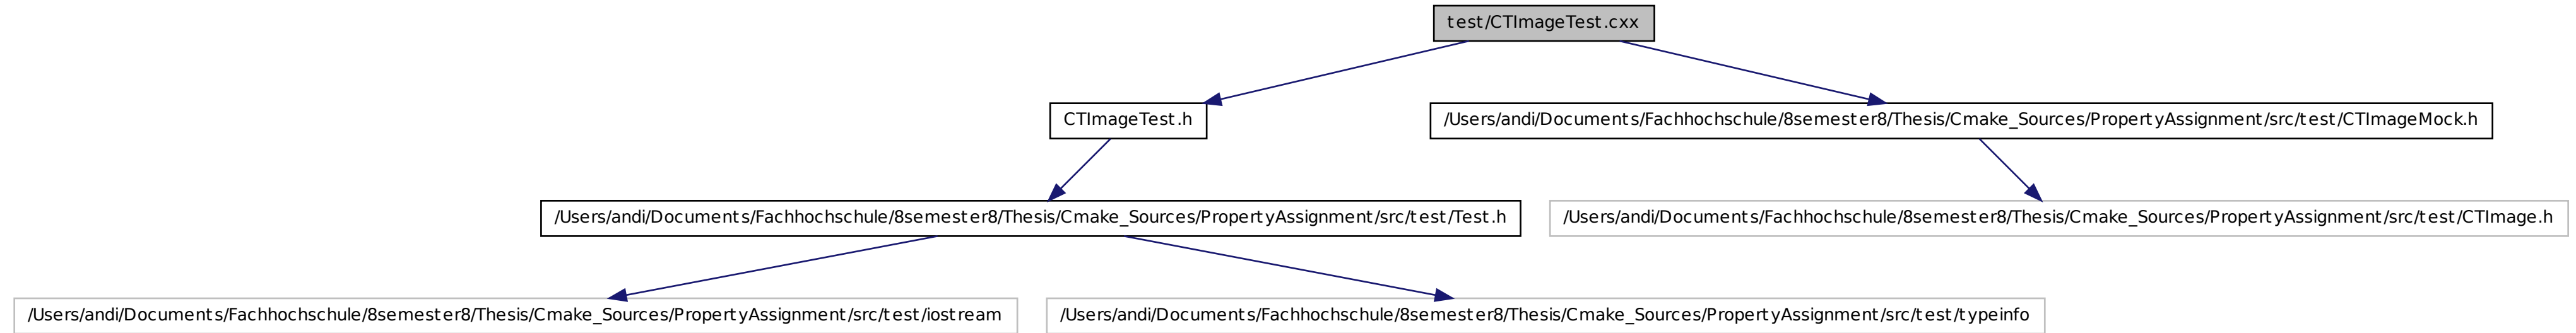 test/CTImageTest.cxx
CTImageTest.h
/Users/andi/Documents/Fachhochschule/8semester8/Thesis/Cmake_Sources/PropertyAssignment/src/test/CTImageMock.h
/Users/andi/Documents/Fachhochschule/8semester8/Thesis/Cmake_Sources/PropertyAssignment/src/test/Test.h
/Users/andi/Documents/Fachhochschule/8semester8/Thesis/Cmake_Sources/PropertyAssignment/src/test/CTImage.h
/Users/andi/Documents/Fachhochschule/8semester8/Thesis/Cmake_Sources/PropertyAssignment/src/test/iostream
/Users/andi/Documents/Fachhochschule/8semester8/Thesis/Cmake_Sources/PropertyAssignment/src/test/typeinfo